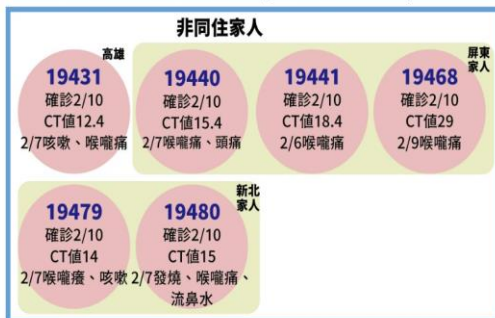 非同住家人
高雄
屏東
家人
19431
確診2/10
CT值12.4
2/7咳嗽、喉嚨痛
19440
確診2/10
CT值15.4
2/7喉嚨痛、頭痛
19441
確診2/10
CT值18.4
2/6喉嚨痛
19468
確診2/10
CT值29
2/9喉嚨痛
新北
家人
19479
確診2/10
CT值14
2/7喉嚨癢、咳嗽
19480
確診2/10
CT值15
2/7發燒、喉嚨痛、
流鼻水